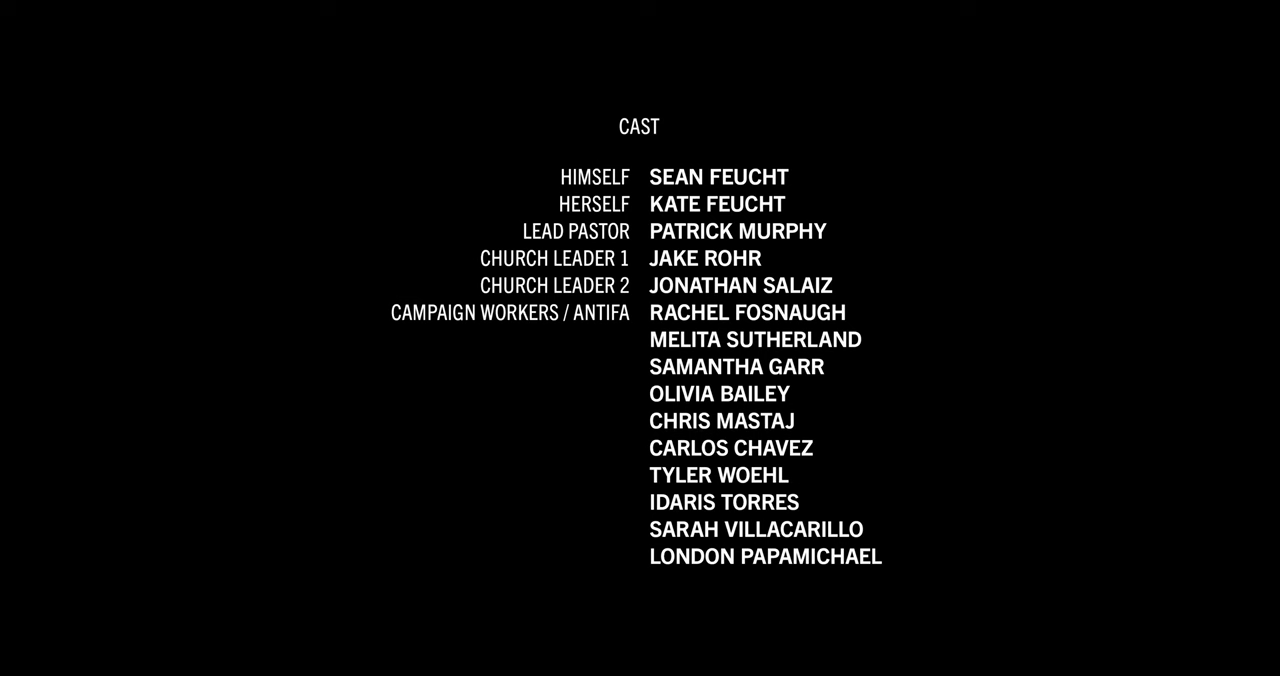 CAST
HIMSELF SEAN FEUCHT
HERSELF KATE FEUCHT
LEAD PASTOR PATRICK MURPHY
CHURCH LEADER 1 JAKE ROHR
CHURCH LEADER 2 JONATHAN SALAIZ
CAMPAIGN WORKERS / ANTIFA RACHEL FOSNAUGH
MELITA SUTHERLAND
SAMANTHA GARR
OLIVIA BAILEY
CHRIS MASTAJ
CARLOS CHAVEZ
TYLER WOEHL
IDARIS TORRES
SARAH VILLACARILLO
LONDON PAPAMICHAEL